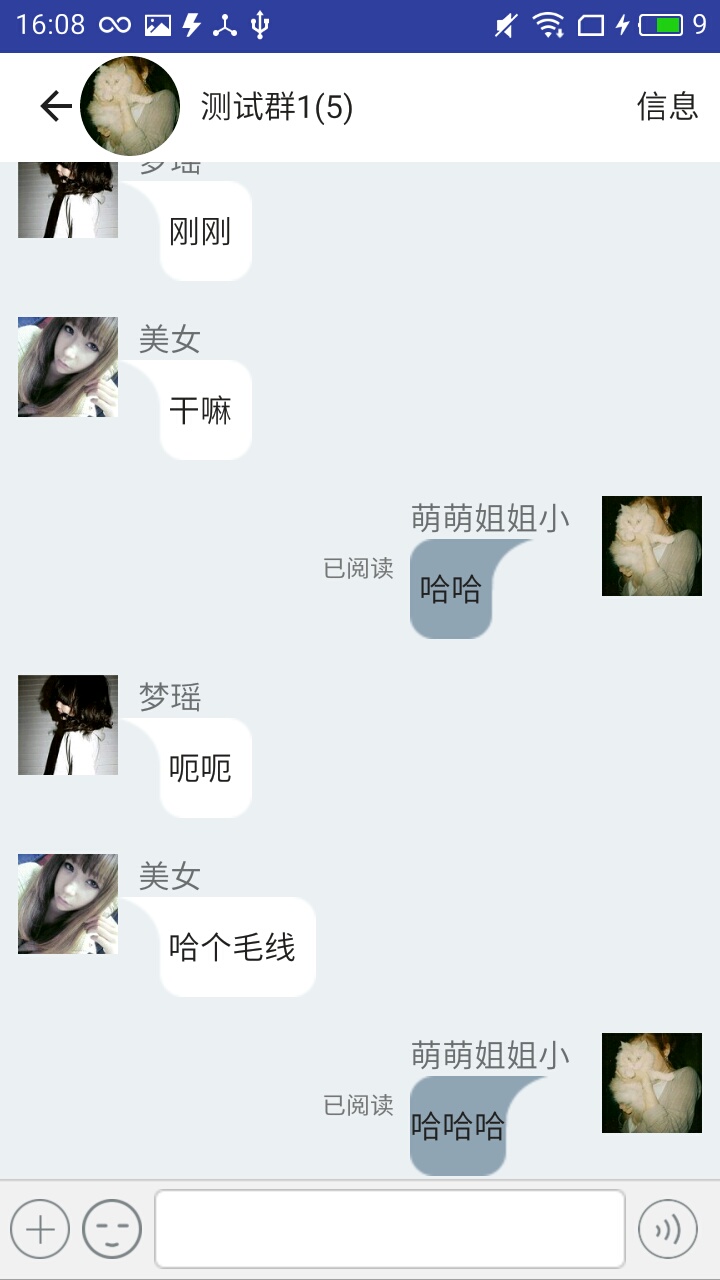 16:08
9
测试群1(5)
信息
梦瑶
刚刚
美女
干嘛
萌萌姐姐小
已阅读
哈哈
梦瑶
呃呃
美女
哈个毛线
萌萌姐姐小
已阅读
哈哈哈